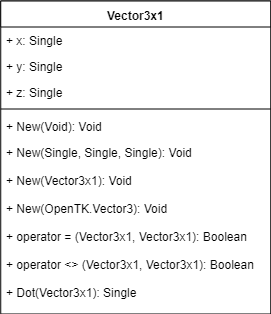 Vector3x1
+ x: Single
+ y: Single
+ z: Single
+ New(Void): Void
+ New(Single, Single, Single): Void
+ New(Vector3x1): Void
+ New(OpenTK.Vector3): Void
+ operator = (Vector3x1, Vector3x1): Boolean
+ operator <> (Vector3x1, Vector3x1): Boolean
+ Dot(Vector3x1): Single